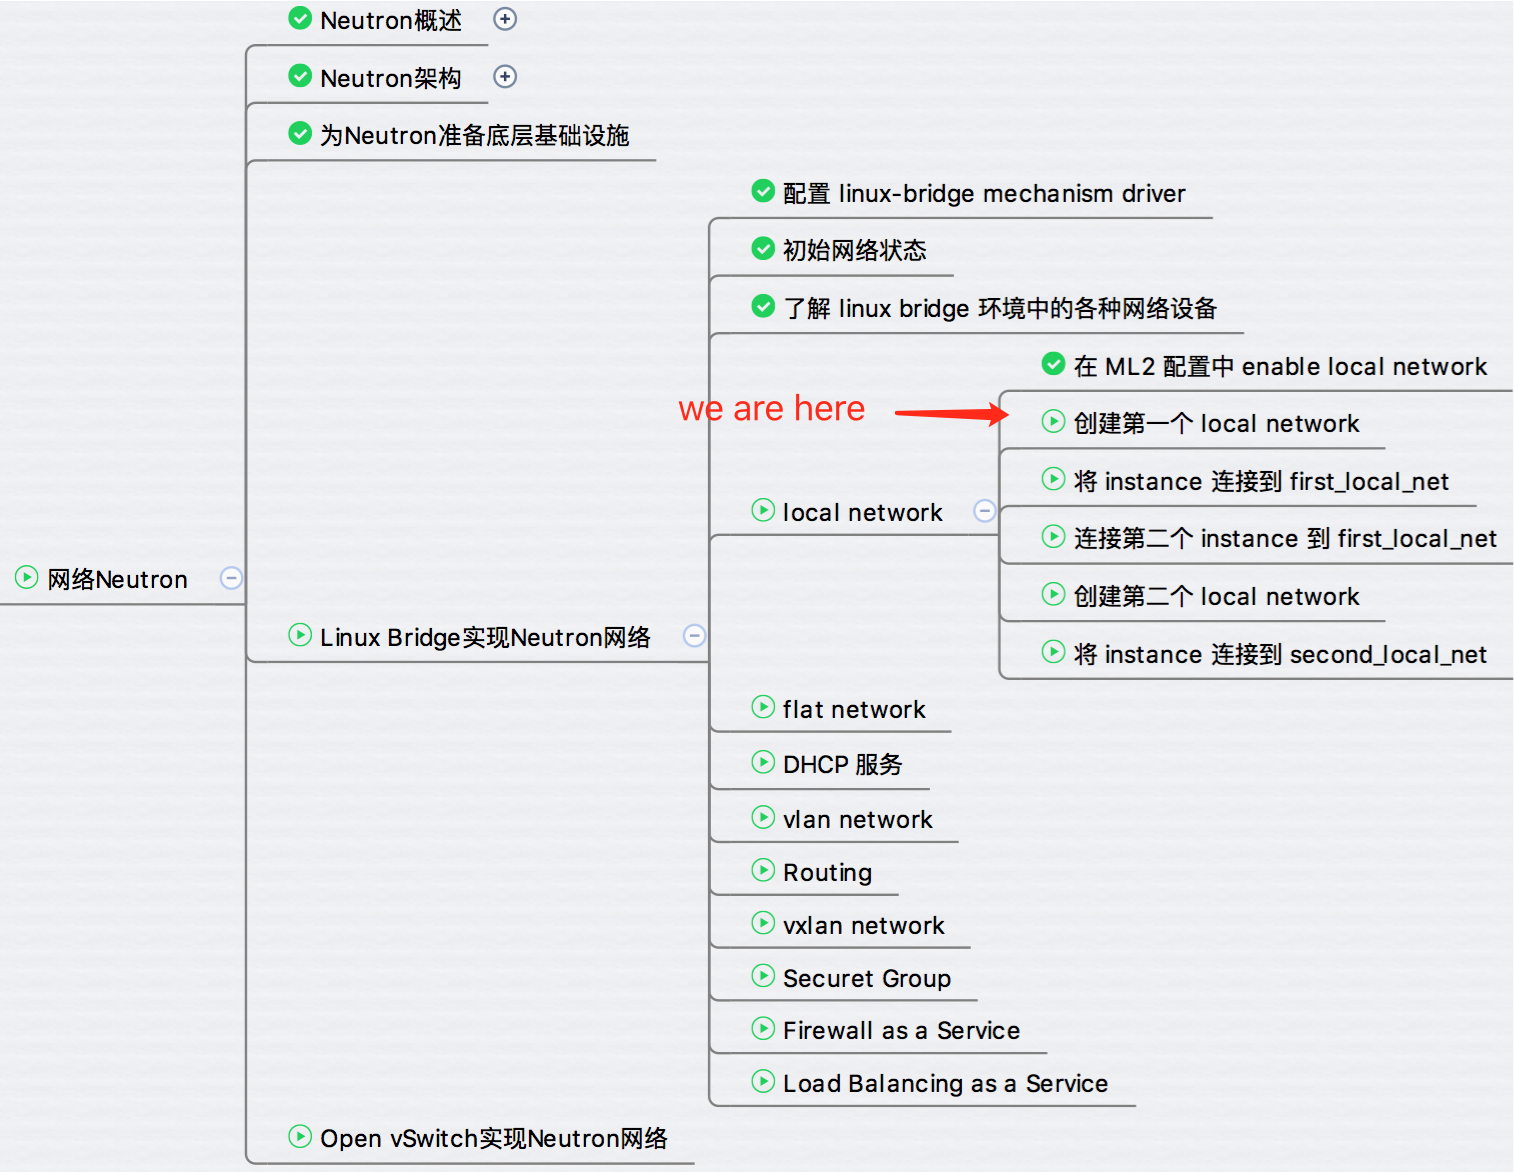 Neutron概述
Neutron架构
为Neutron准备底层基础设施
配置 linux-bridge mechanism driver
初始网络状态
了解 linux bridge 环境中的各种网络设备
在 ML2 配置中 enable local network
we are here
创建第一个 local network
将 instance 连接到 first_local_net
local network
连接第二个 instance 到 first_local_net
网络Neutron
创建第二个 local network
Linux Bridge实现Neutron网络
将 instance 连接到 second_local_net
flat network
DHCP 服务
vlan network
Routing
vxlan network
Securet Group
Firewall as a Service
Load Balancing as a Service
Open vSwitch实现Neutron网络